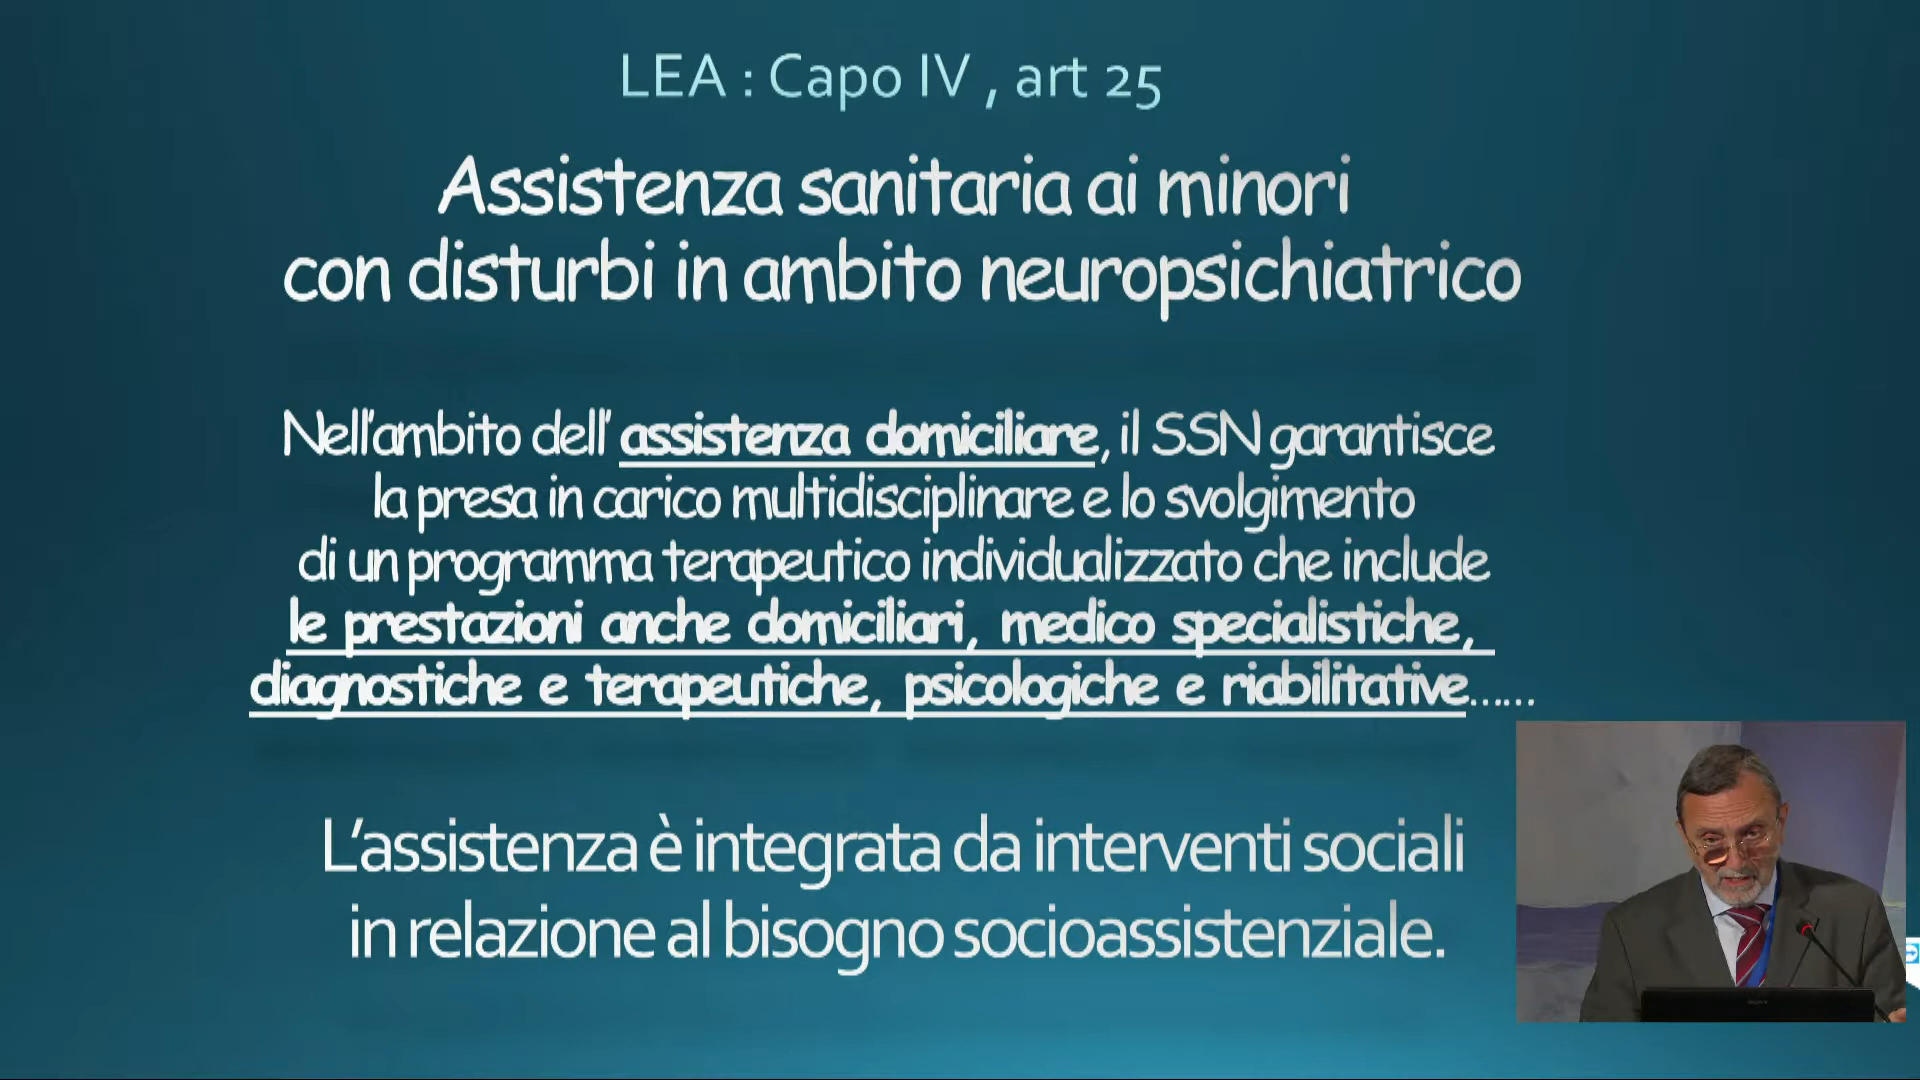 LEA : Capo IV , art 25
Assistenza sanitaria ai minori
con disturbi in ambito neuropsichiatrico
Nell'ambito dell' assistenza domiciliare, il SSN garantisce
la presa in carico multidisciplinare e lo svolgimento
di un programma terapeutico individualizzato che include
le prestazioni anche domiciliari, medico specialistiche,
diagnostiche e terapeutiche, psicologiche e riabilitative......
L'assistenza è integrata da interventi sociali
in relazione al bisogno socioassistenziale.
SONY